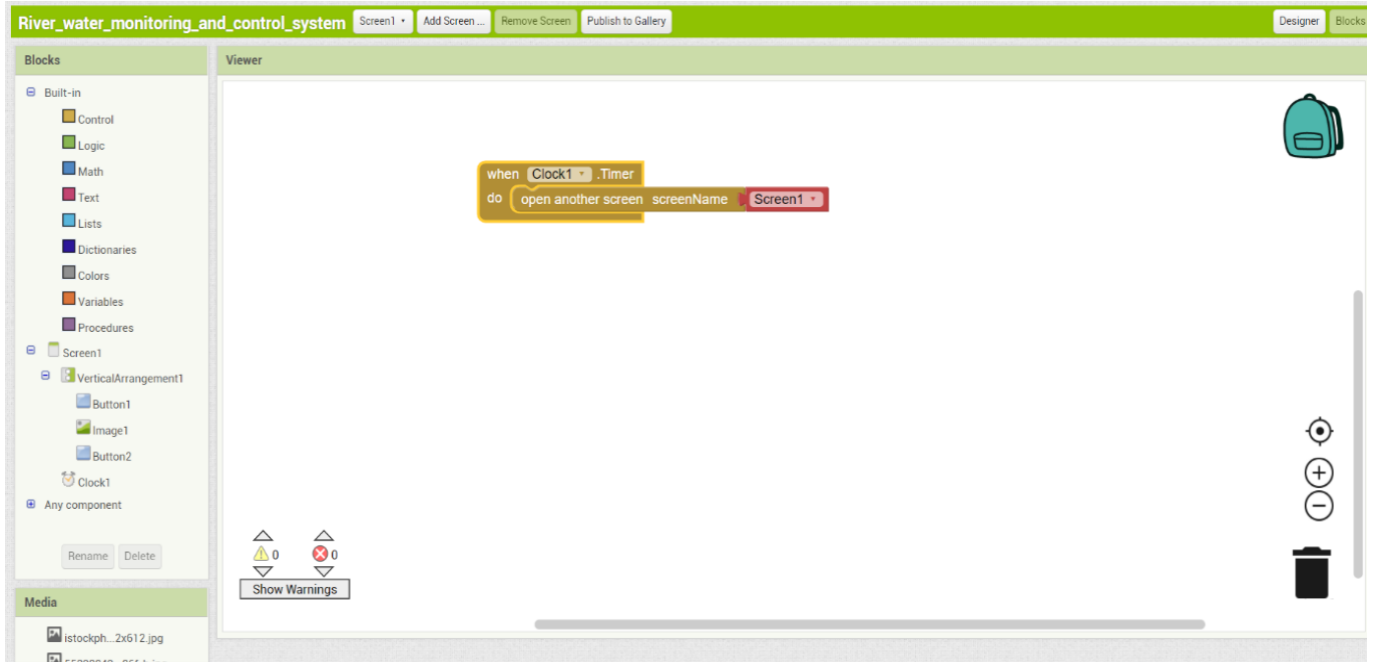 River_water_monitoring_and_control_system Screen1 Add Screen ... Remove Screen Publish to Gallery Designer Blocks
Blocks
Viewer
Built-in
Control
Logic
Math
Text
Lists
Dictionaries
Colors
Variables
Procedures
Screen1
VerticalArrangement1
Button1
Image1
Button2
Clock1
Any component
Rename Delete
Media
istockph...2x612.jpg
when Clock1 .Timer
do open another screen screenName Screen1
0 0
Show Warnings